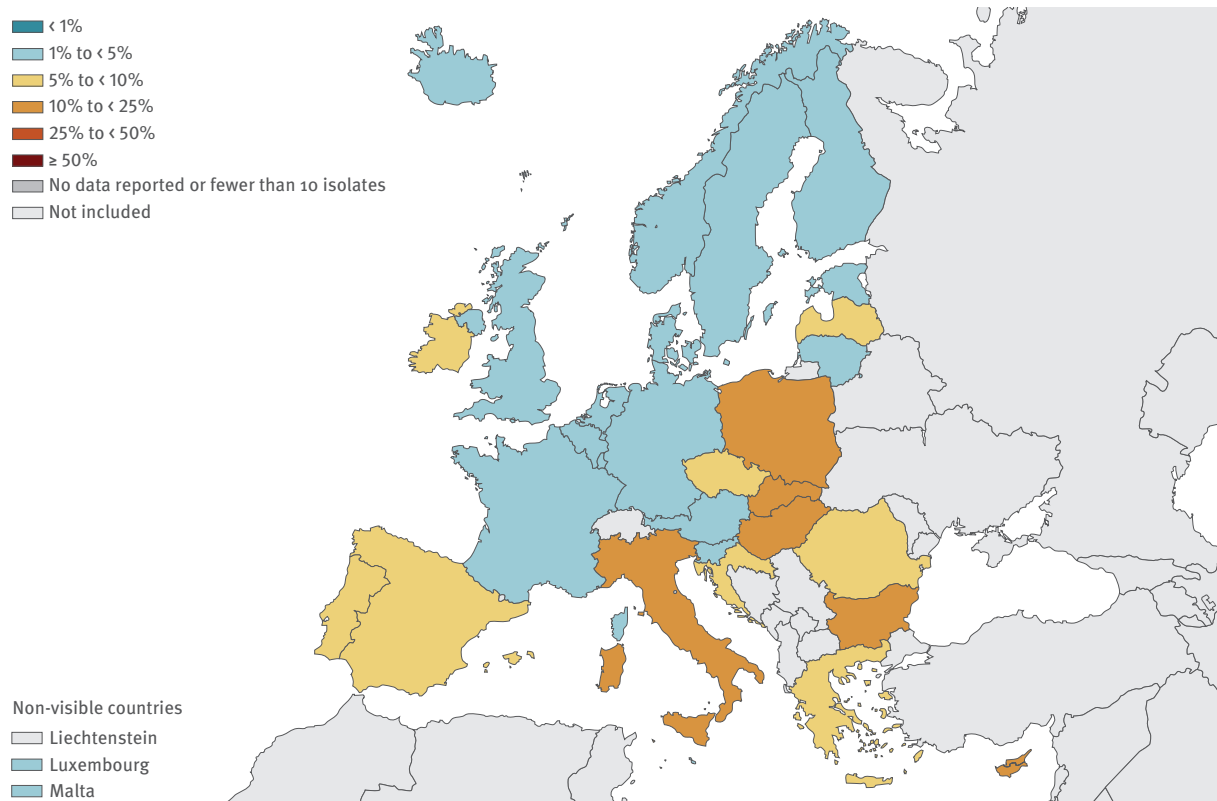 < 1%
1% to < 5%
5% to < 10%
10% to < 25%
25% to < 50%
≥ 50%
No data reported or fewer than 10 isolates
Not included
Non-visible countries
Liechtenstein
Luxembourg
Malta